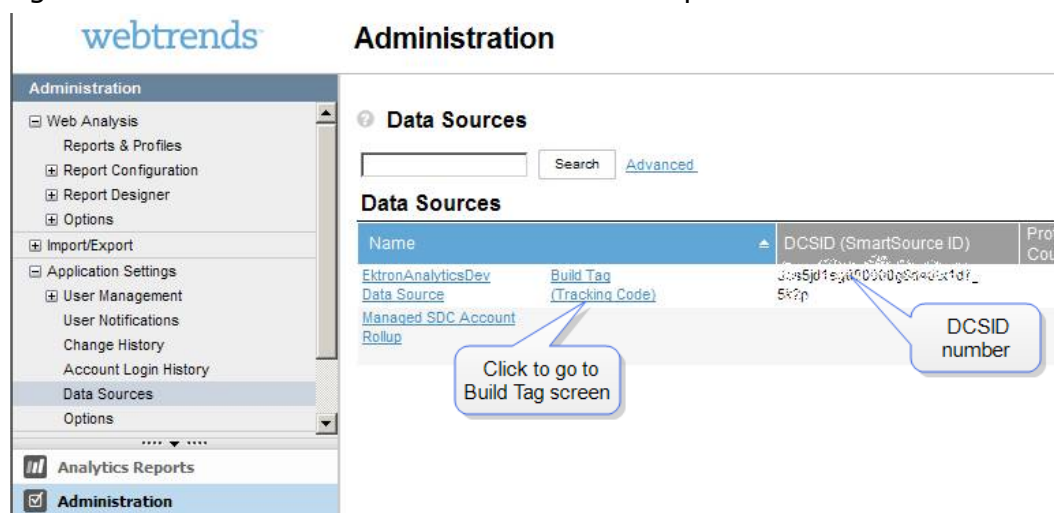 webtrends
Administration
Administration
Web Analysis
Reports & Profiles
Report Configuration
Report Designer
Options
Import/Export
Application Settings
User Management
User Notifications
Change History
Account Login History
Data Sources
Options
Analytics Reports
Administration
Data Sources
Search Advanced
Data Sources
Name DCSID (SmartSource ID)
EktronAnalyticsDev Build Tag
Data Source (Tracking Code)
Managed SDC Account
Rollup
Click to go to
Build Tag screen
DCSID
number